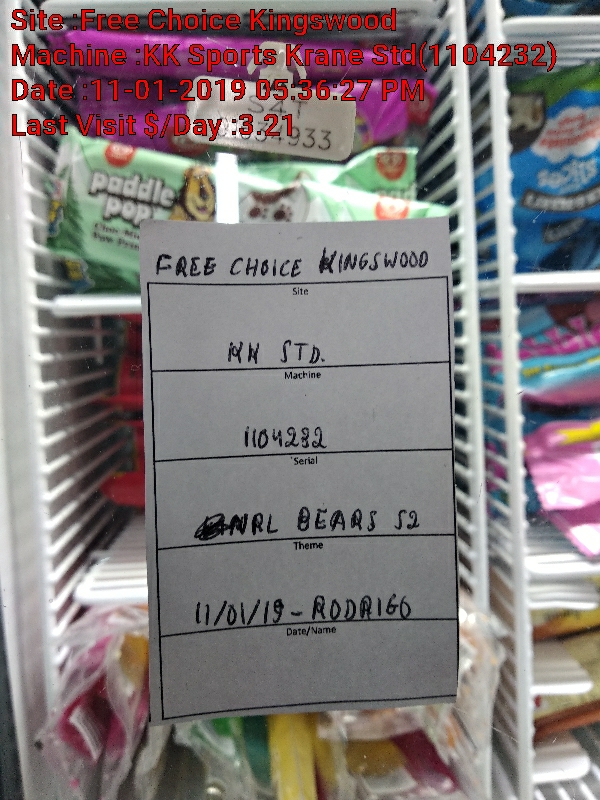 Site :Free Choice Kingswood
Machine :KK Sports Krane Std(1104232)
Date :11-01-2019 05:36:27 PM
Last Visit $/Day :3.21
paddle
pop
FREE CHOICE KINGSWOOD
Site
KK STD.
Machine
1104232
Serial
NRL BEARS S2
Theme
11/01/19 - RODRIGO
Date/Name